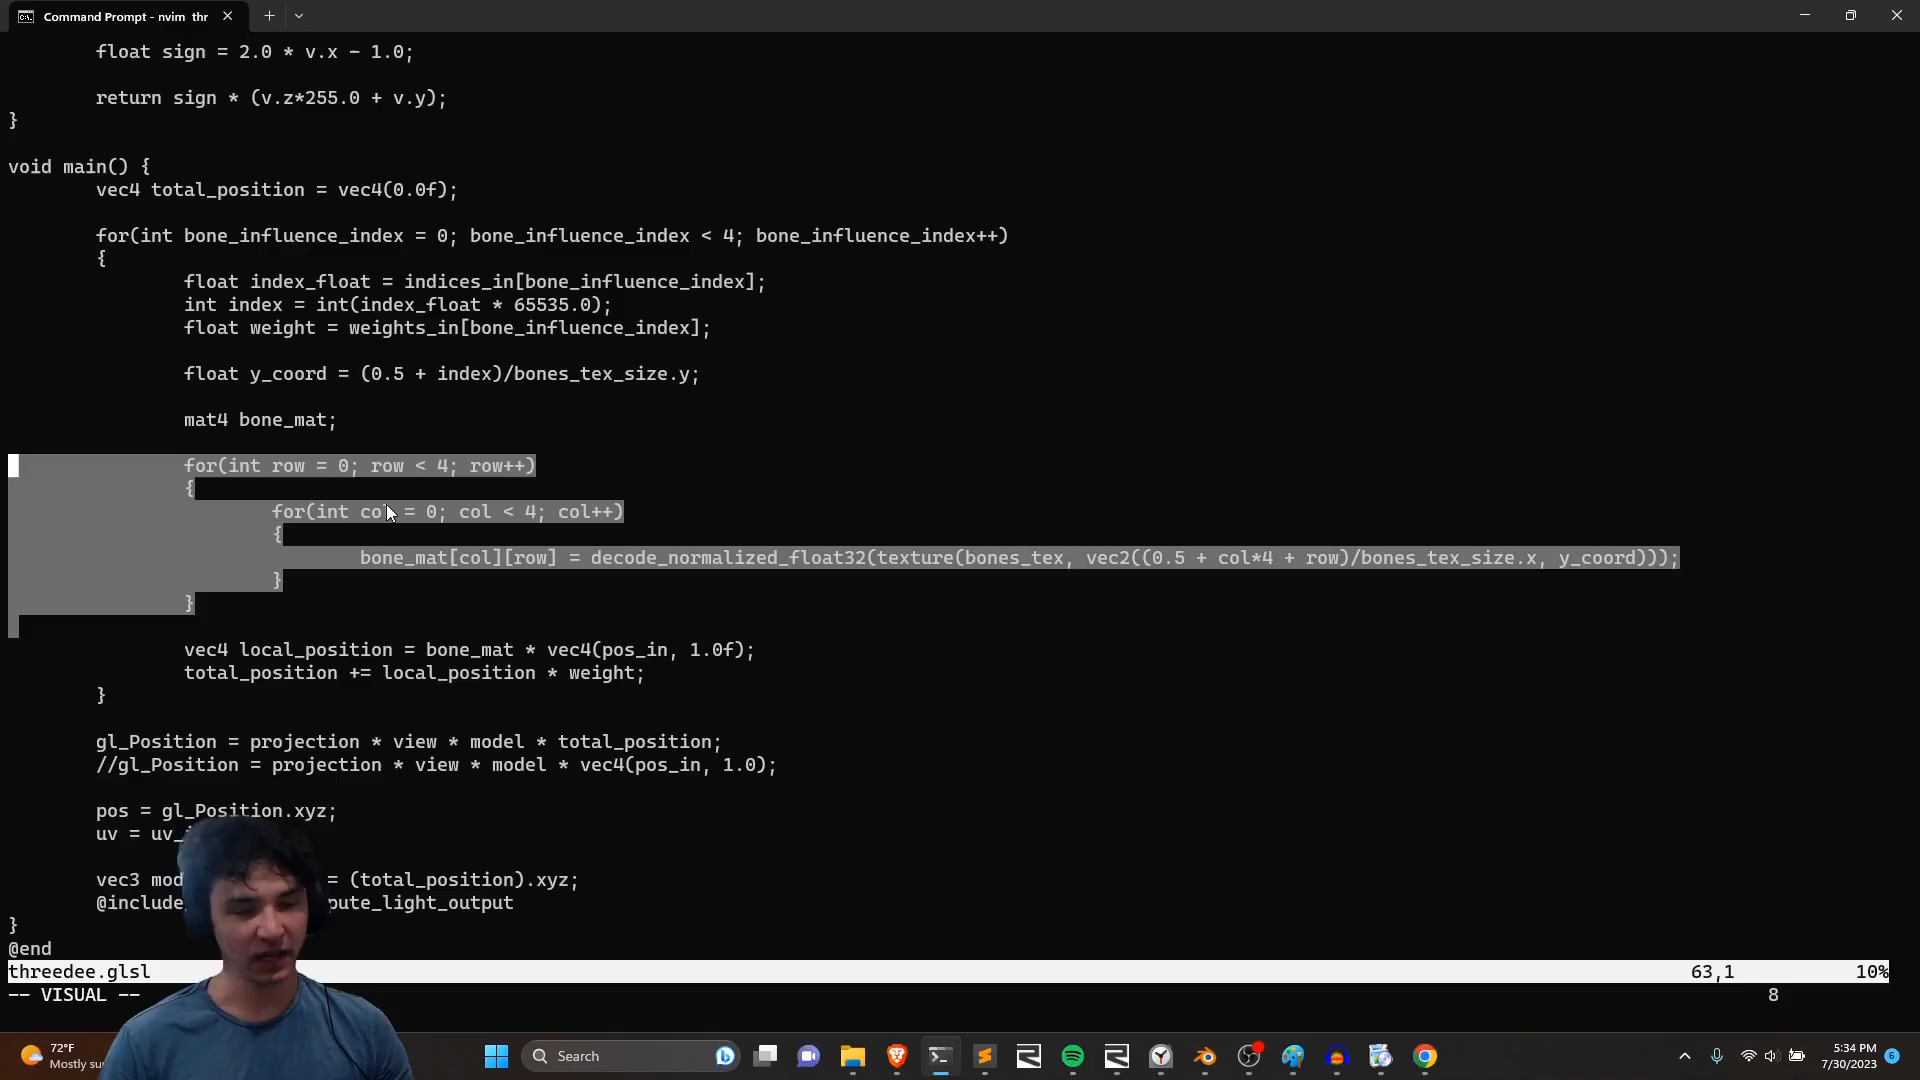 Command Prompt - nvim thr
float sign = 2.0 * v.x - 1.0;
return sign * (v.z*255.0 + v.y);
}
void main() {
vec4 total_position = vec4(0.0f);
for(int bone_influence_index = 0; bone_influence_index < 4; bone_influence_index++)
{
float index_float = indices_in[bone_influence_index];
int index = int(index_float * 65535.0);
float weight = weights_in[bone_influence_index];
float y_coord = (0.5 + index)/bones_tex_size.y;
mat4 bone_mat;
for(int row = 0; row < 4; row++)
{
for(int col = 0; col < 4; col++)
{
bone_mat[col][row] = decode_normalized_float32(texture(bones_tex, vec2((0.5 + col*4 + row)/bones_tex_size.x, y_coord)));
}
}
vec4 local_position = bone_mat * vec4(pos_in, 1.0f);
total_position += local_position * weight;
}
gl_Position = projection * view * model * total_position;
//gl_Position = projection * view * model * vec4(pos_in, 1.0);
pos = gl_Position.xyz;
uv = uv_
vec3 mod = (total_position).xyz;
@include pute_light_output
}
@end
threedee.glsl 63,1 10%
-- VISUAL -- 8
72°F
Mostly su
Search
5:34 PM
7/30/2023
6